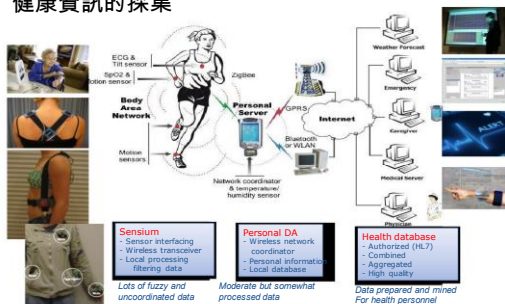 健康資訊的採集
ECG &
Tilt sensor
SpO2 &
Motion sensor
Body
Area
Network
Motion
sensors
ZigBee
Personal
Server
GPRS
Bluetooth
or WLAN
Network coordinator
& temperature/
humidity sensor
Internet
Weather Forecast
Emergency
Caregiver
Medical Server
Physician
ALERT
Sensium
- Sensor interfacing
- Wireless transceiver
- Local processing
filtering data
Lots of fuzzy and
uncoordinated data
Personal DA
- Wireless network
coordinator
- Personal information
- Local database
Moderate but somewhat
processed data
Health database
- Authorized (HL7)
- Combined
- Aggregated
- High quality
Data prepared and mined
For health personnel